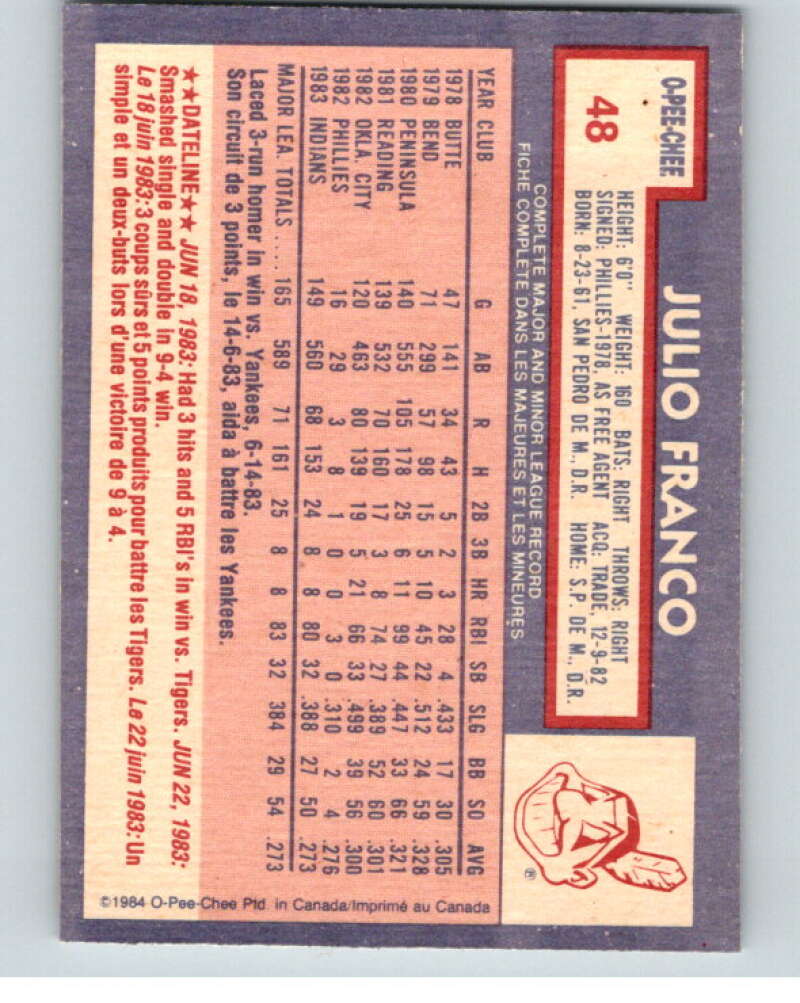 O-PEE-CHEE
48
JULIO FRANCO
HEIGHT: 6'0" WEIGHT: 160 BATS: RIGHT THROWS: RIGHT
SIGNED: PHILLIES-1978, AS FREE AGENT ACQ: TRADE, 12-9-82
BORN: 8-23-61, SAN PEDRO DE M., D.R. HOME: S.P. DE M., D.R.
COMPLETE MAJOR AND MINOR LEAGUE RECORD
FICHE COMPLETE DANS LES MAJEURES ET LES MINEURES
YEAR CLUB G AB R H 2B 3B HR RBI SB SLG BB SO AVG
1978 BUTTE 47 141 34 43 5 2 3 28 4 .433 17 30 .305
1979 BEND 71 299 57 98 15 5 10 45 22 .512 24 59 .328
1980 PENINSULA 140 555 105 178 25 6 11 99 44 .447 33 66 .321
1981 READING 139 532 70 160 17 3 8 74 27 .389 52 60 .301
1982 OKLA. CITY 120 463 80 139 19 5 21 66 33 .499 39 56 .300
1982 PHILLIES 16 29 3 8 1 0 0 3 0 .310 2 4 .276
1983 INDIANS 149 560 68 153 24 8 8 80 32 .388 27 50 .273
MAJOR LEA. TOTALS .... 165 589 71 161 25 8 8 83 32 .384 29 54 .273
Laced 3-run homer in win vs. Yankees, 6-14-83.
Son circuit de 3 points, le 14-6-83, aida à battre les Yankees.
★★DATELINE★★ JUN 18, 1983: Had 3 hits and 5 RBI's in win vs. Tigers. JUN 22, 1983:
Smashed single and double in 9-4 win.
Le 18 juin 1983: 3 coups sûrs et 5 points produits pour battre les Tigers. Le 22 juin 1983: Un
simple et un deux-buts lors d'une victoire de 9 à 4.
®
©1984 O-Pee-Chee Ptd. in Canada/Imprimé au Canada